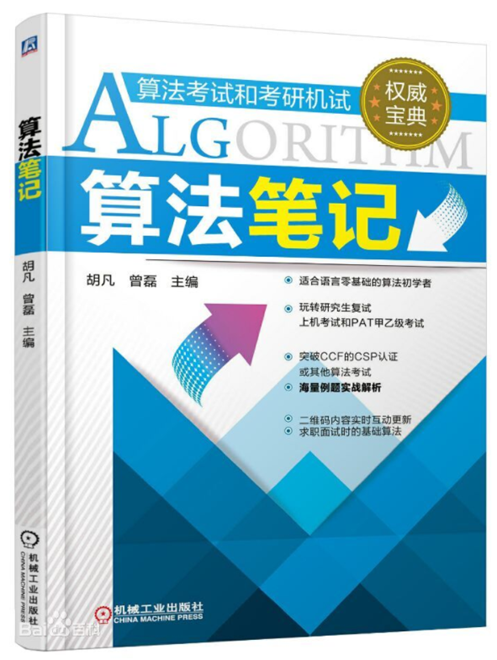 算法考试和考研机试
权威
宝典
ALGORITHM
算法笔记
胡凡 曾磊 主编
适合语言零基础的算法初学者
玩转研究生复试
上机考试和PAT甲乙级考试
突破CCF的CSP认证
或其他算法考试
海量例题实战解析
二维码内容实时互动更新
求职面试时的基础算法
机械工业出版社
CHINA MACHINE PRESS
算法笔记
胡凡 曾磊 主编
机械工业出版社
CHINA MACHINE PRESS
Bai百科